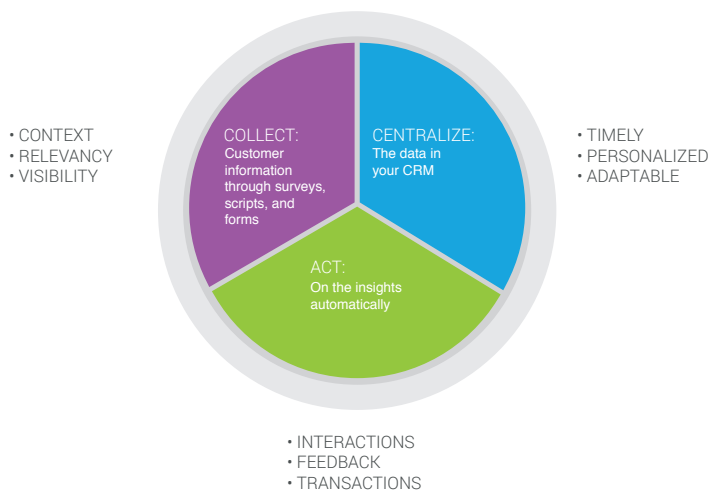 • CONTEXT
• RELEVANCY
• VISIBILITY
COLLECT:
Customer
information
through surveys,
scripts, and
forms
CENTRALIZE:
The data in
your CRM
• TIMELY
• PERSONALIZED
• ADAPTABLE
ACT:
On the insights
automatically
• INTERACTIONS
• FEEDBACK
• TRANSACTIONS